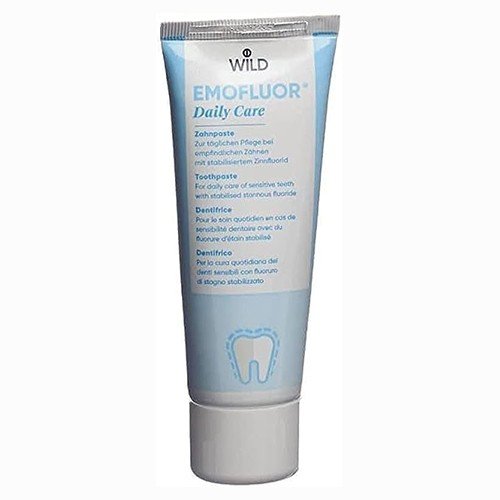 WILD
EMOFLUOR®
Daily Care
Zahnpaste
Zur täglichen Pflege bei
empfindlichen Zähnen
mit stabilisiertem Zinnfluorid
Toothpaste
For daily care of sensitive teeth
with stabilised stannous fluoride
Dentifrice
Pour le soin quotidien en cas de
sensibilité dentaire avec du
fluorure d'étain stabilisé
Dentifricio
Per la cura quotidiana dei
denti sensibili con fluoruro
di stagno stabilizzato